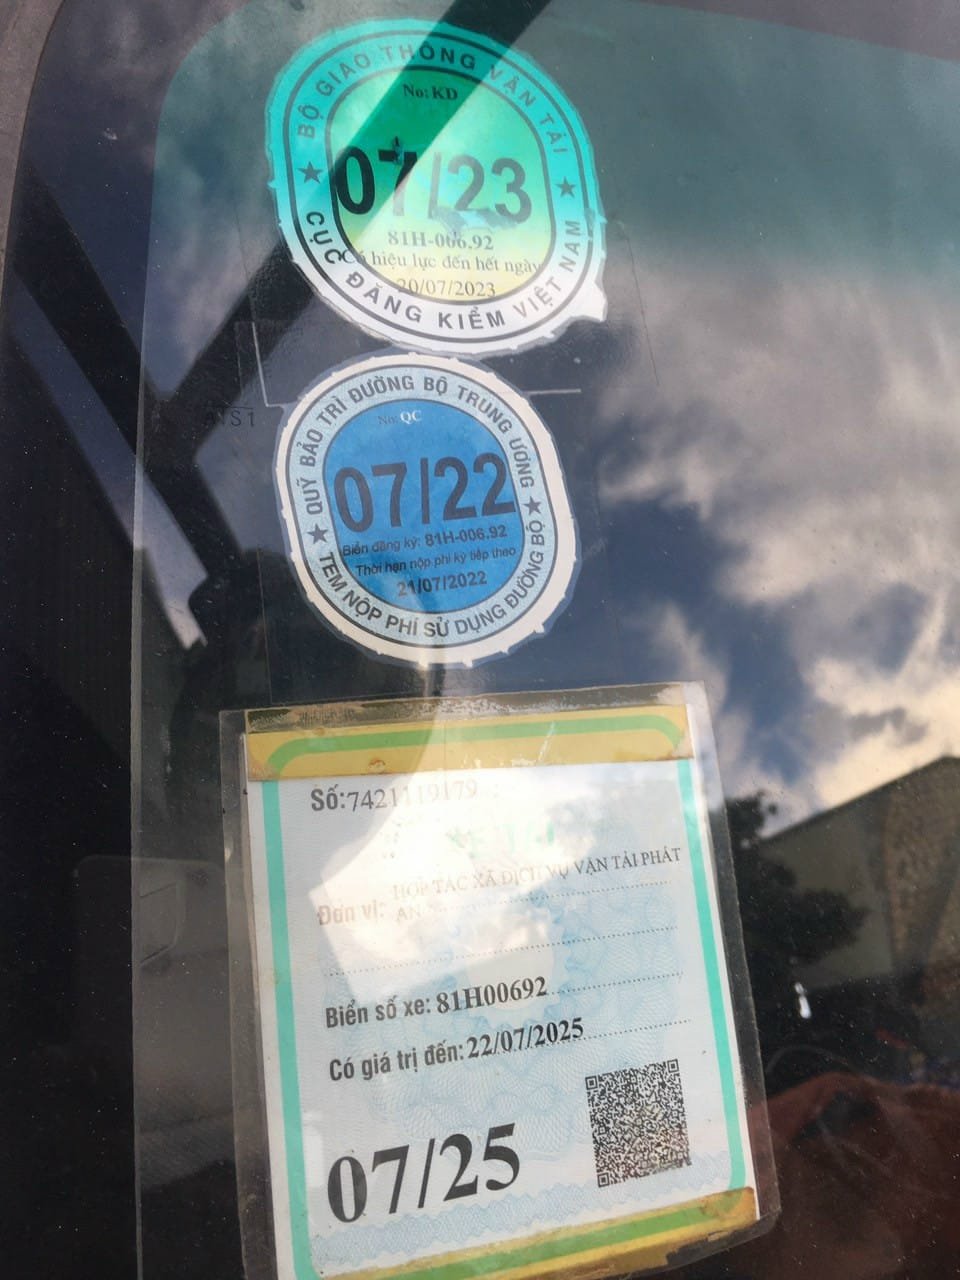 BỘ GIAO THÔNG VẬN TẢI
No: KD
07/23
81H-006.92
Có hiệu lực đến hết ngày
20/07/2023
CỤC ĐĂNG KIỂM VIỆT NAM
QUỸ BẢO TRÌ ĐƯỜNG BỘ TRUNG ƯƠNG
No: QC
07/22
Biển đăng ký: 81H-006.92
Thời hạn nộp phí kỳ tiếp theo
21/07/2022
TEM NỘP PHÍ SỬ DỤNG ĐƯỜNG BỘ
Số:7421119179
Đơn vị: HỢP TÁC XÃ DỊCH VỤ VẬN TẢI PHÁT
AN
Biển số xe: 81H00692
Có giá trị đến: 22/07/2025
07/25